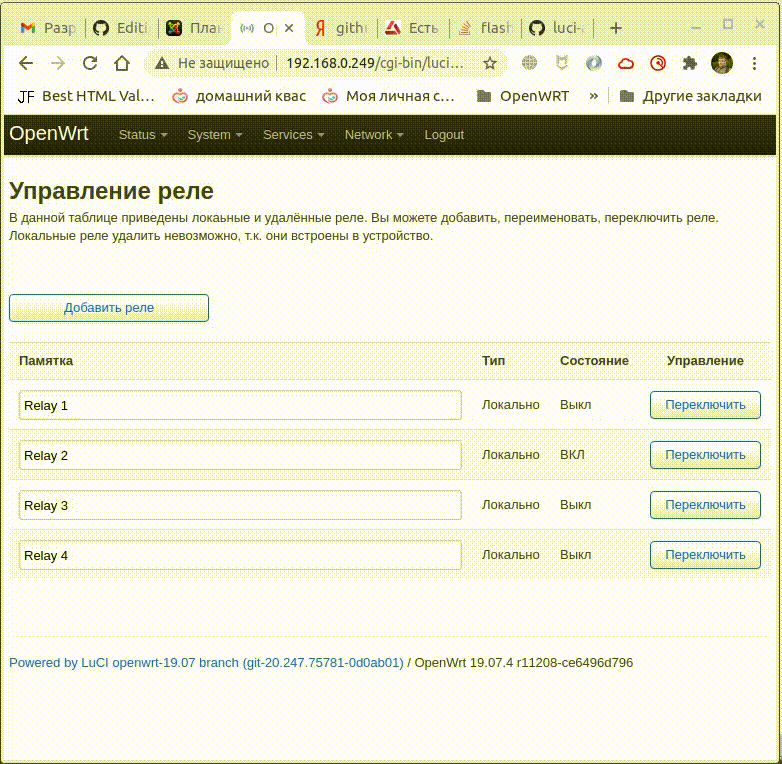 Разр Editi План О github Есть flash luci-
Не защищено 192.168.0.249/cgi-bin/luci...
JF Best HTML Val... домашний квас Моя личная с... OpenWRT » Другие закладки
OpenWrt Status System Services Network Logout
Управление реле
В данной таблице приведены локаьные и удалённые реле. Вы можете добавить, переименовать, переключить реле.
Локальные реле удалить невозможно, т.к. они встроены в устройство.
Добавить реле
Памятка Тип Состояние Управление
Relay 1 Локально Выкл Переключить
Relay 2 Локально ВКЛ Переключить
Relay 3 Локально Выкл Переключить
Relay 4 Локально Выкл Переключить
Powered by LuCI openwrt-19.07 branch (git-20.247.75781-0d0ab01) / OpenWrt 19.07.4 r11208-ce6496d796